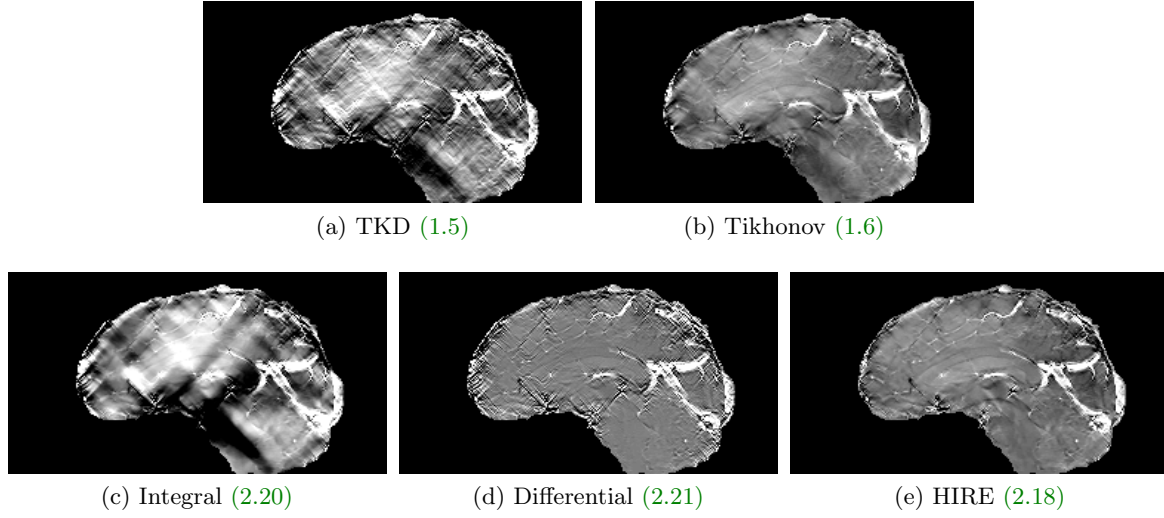 (a) TKD (1.5)
(b) Tikhonov (1.6)
(c) Integral (2.20)
(d) Differential (2.21)
(e) HIRE (2.18)